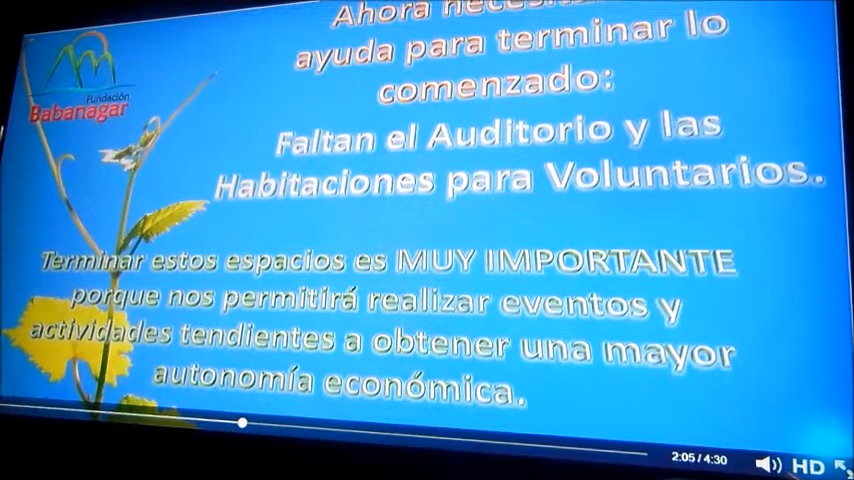 Fundación
Babanagar
Ahora
ayuda para terminar lo
comenzado:
Faltan el Auditorio y las
Habitaciones para Voluntarios.
Terminar estos espacios es MUY IMPORTANTE
porque nos permitirá realizar eventos y
actividades tendientes a obtener una mayor
autonomía económica.
2:05/4:30
HD